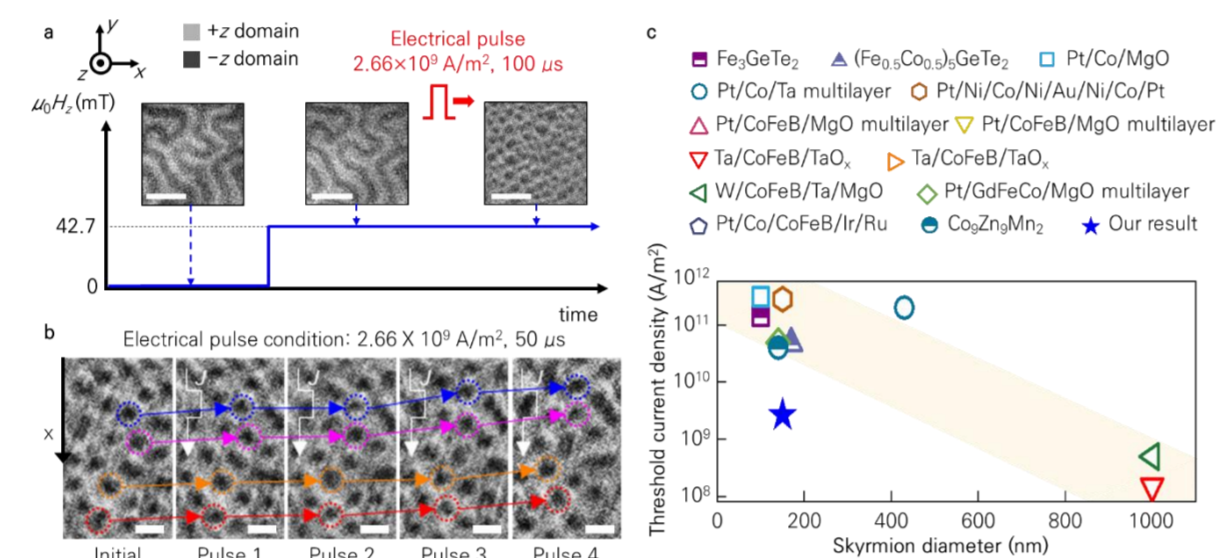 a
y
z
x
+z domain
−z domain
Electrical pulse
2.66×10⁹ A/m², 100 μs
μ₀H_z (mT)
42.7
0
time
b
Electrical pulse condition: 2.66 X 10⁹ A/m², 50 μs
x
J J J J
Initial Pulse 1 Pulse 2 Pulse 3 Pulse 4
c
Fe₃GeTe₂ (Fe₀.₅Co₀.₅)₅GeTe₂ Pt/Co/MgO
Pt/Co/Ta multilayer Pt/Ni/Co/Ni/Au/Ni/Co/Pt
Pt/CoFeB/MgO multilayer Pt/CoFeB/MgO multilayer
Ta/CoFeB/TaOₓ Ta/CoFeB/TaOₓ
W/CoFeB/Ta/MgO Pt/GdFeCo/MgO multilayer
Pt/Co/CoFeB/Ir/Ru Co₉Zn₉Mn₂ Our result
Threshold current density (A/m²)
10¹²
10¹¹
10¹⁰
10⁹
10⁸
0 200 400 600 800 1000
Skyrmion diameter (nm)